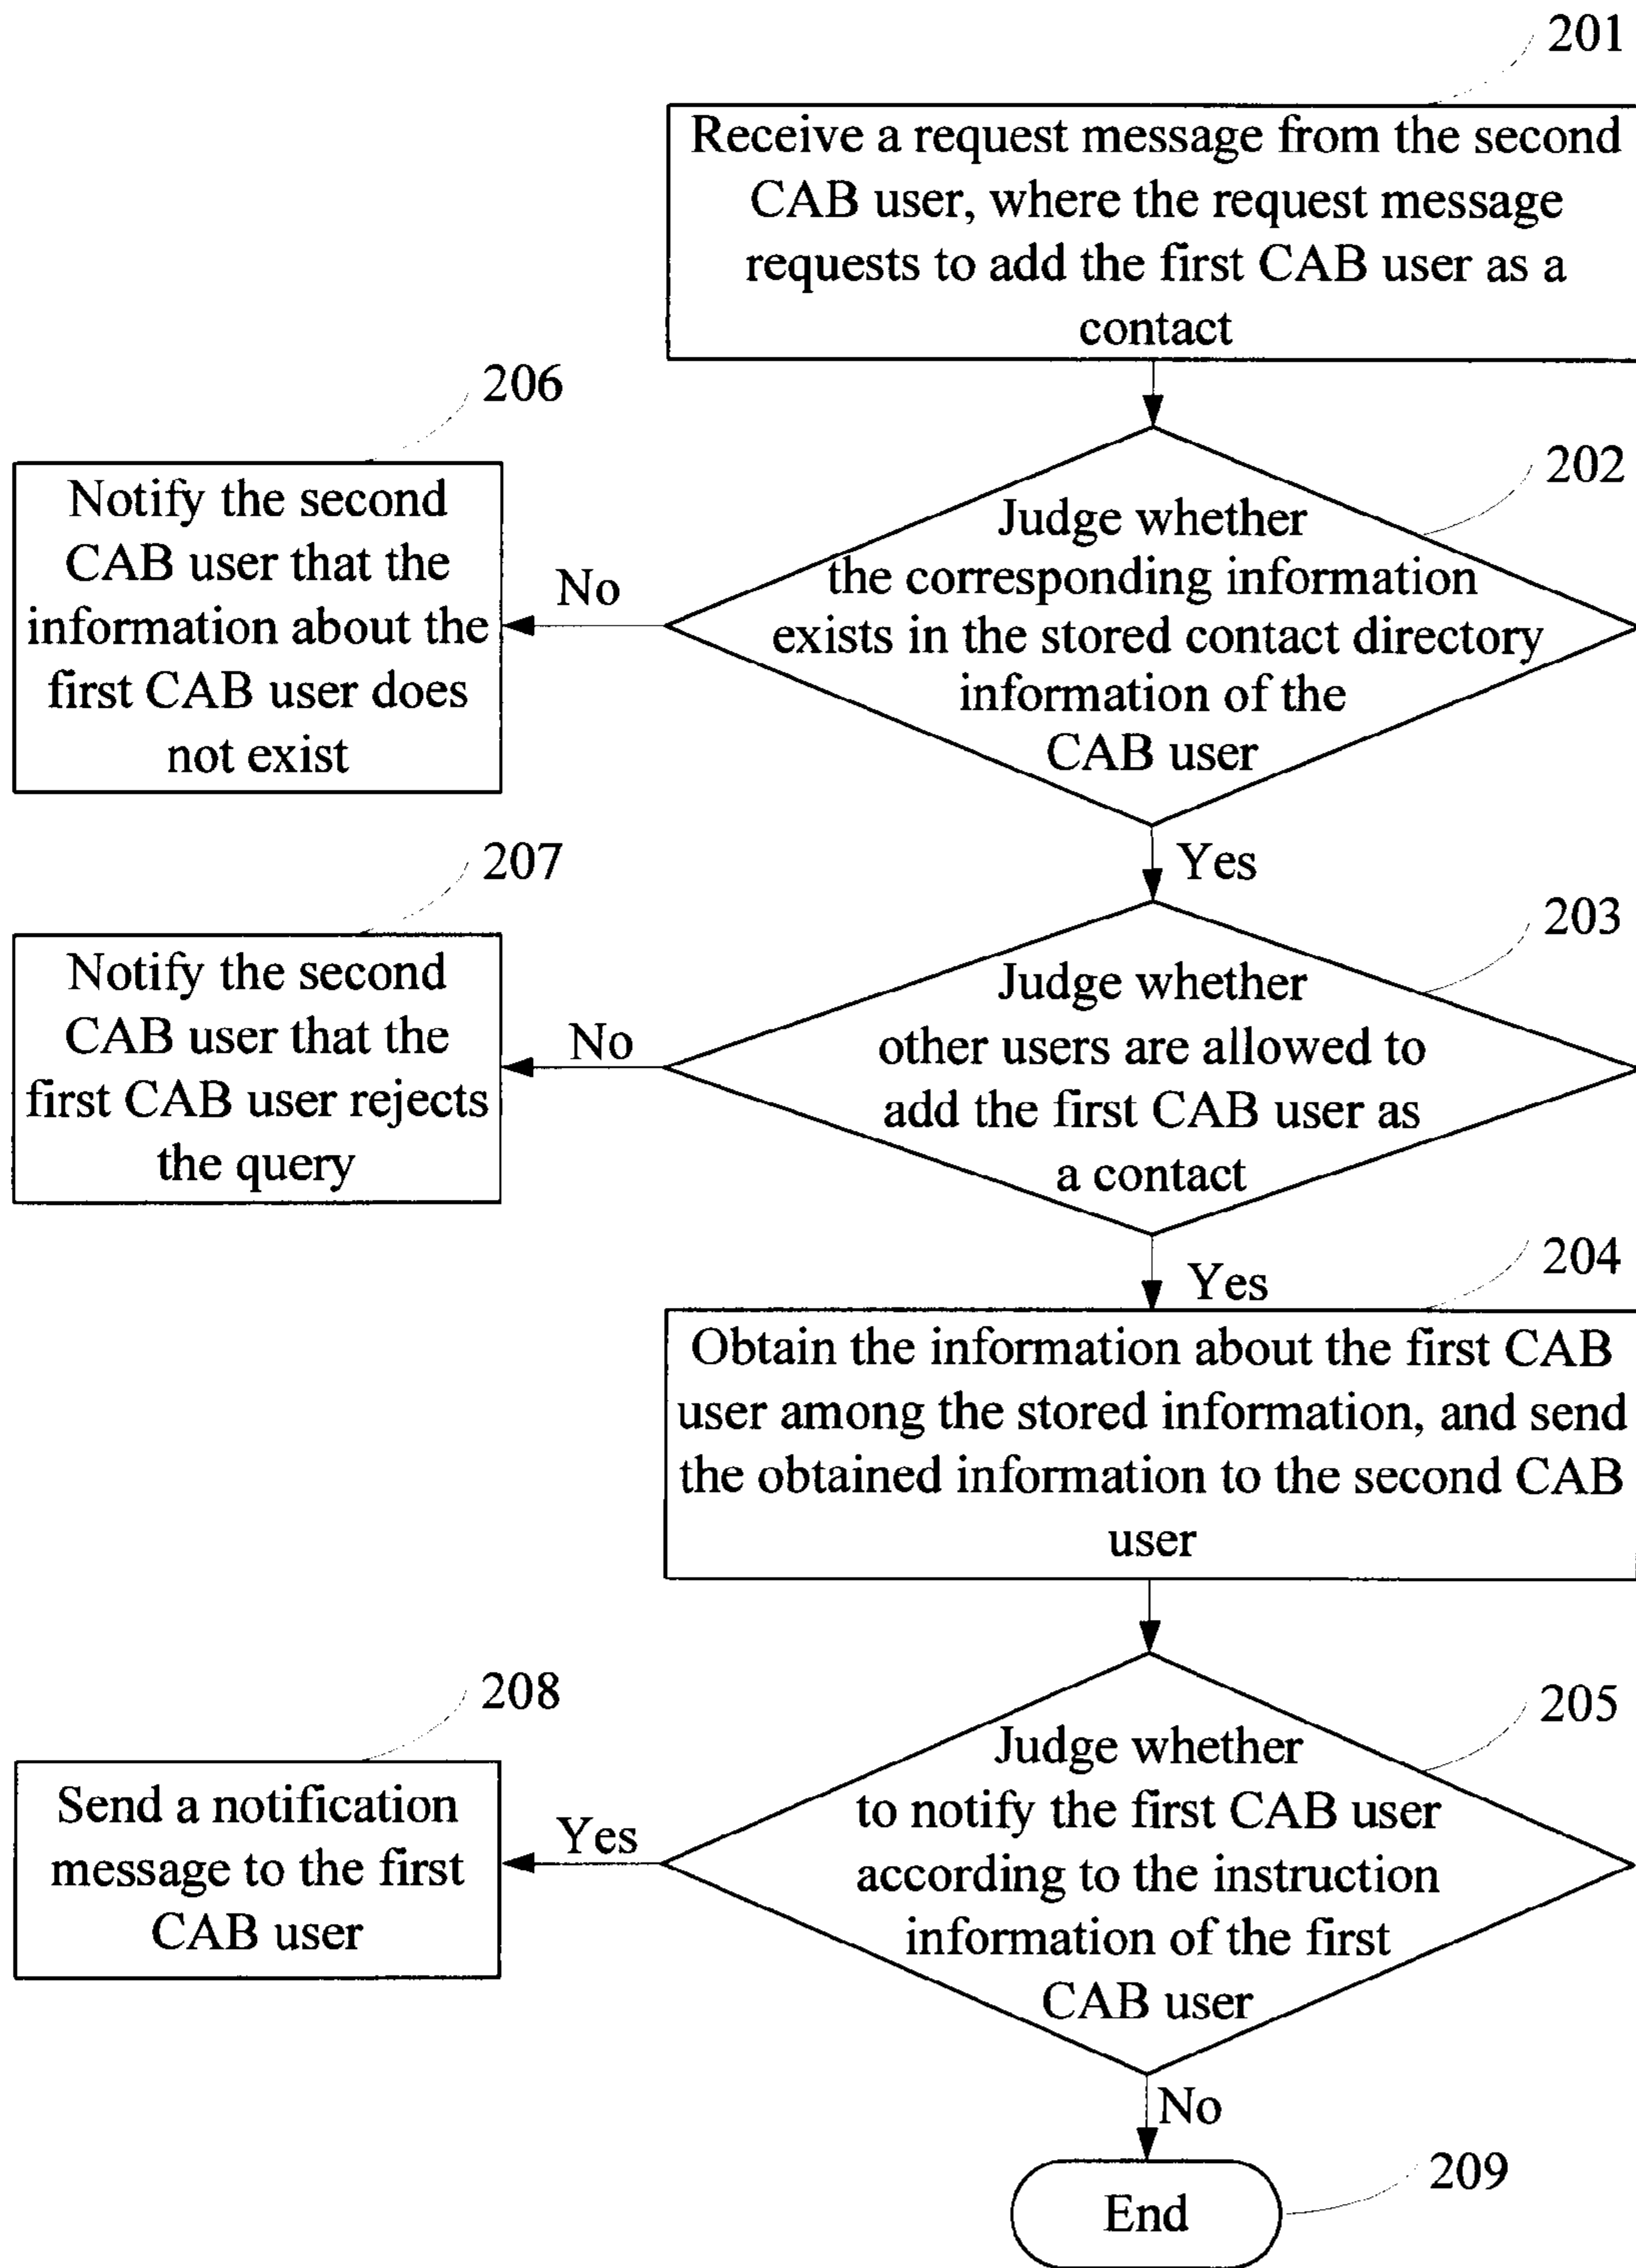 201
Receive a request message from the second
CAB user, where the request message
requests to add the first CAB user as a
contact
206
202
Notify the second
CAB user that the
information about the
first CAB user does
not exist
No
Judge whether
the corresponding information
exists in the stored contact directory
information of the
CAB user
Yes
207
203
Notify the second
CAB user that the
first CAB user rejects
the query
No
Judge whether
other users are allowed to
add the first CAB user as
a contact
Yes
204
Obtain the information about the first CAB
user among the stored information, and send
the obtained information to the second CAB
user
208
205
Send a notification
message to the first
CAB user
Yes
Judge whether
to notify the first CAB user
according to the instruction
information of the first
CAB user
No
209
End